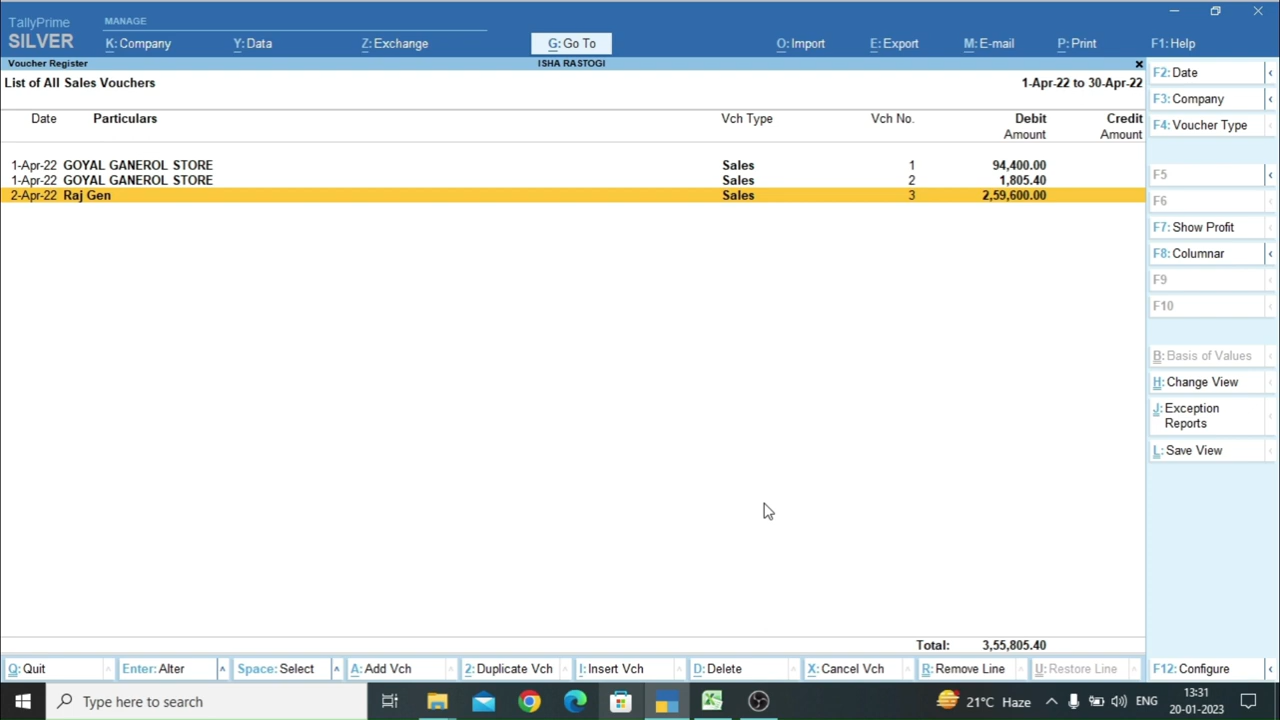 TallyPrime
SILVER
MANAGE
K: Company
Y: Data
Z: Exchange
G: Go To
O: Import
E: Export
M: E-mail
P: Print
F1: Help
Voucher Register
ISHA RASTOGI
List of All Sales Vouchers
1-Apr-22 to 30-Apr-22
Date Particulars Vch Type Vch No. Debit Credit
Amount Amount
1-Apr-22 GOYAL GANEROL STORE Sales 1 94,400.00
1-Apr-22 GOYAL GANEROL STORE Sales 2 1,805.40
2-Apr-22 Raj Gen Sales 3 2,59,600.00
Total: 3,55,805.40
F2: Date
F3: Company
F4: Voucher Type
F5
F6
F7: Show Profit
F8: Columnar
F9
F10
B: Basis of Values
H: Change View
J: Exception
Reports
L: Save View
Q: Quit
Enter: Alter
Space: Select
A: Add Vch
2: Duplicate Vch
I: Insert Vch
D: Delete
X: Cancel Vch
R: Remove Line
U: Restore Line
F12: Configure
Type here to search
21°C Haze
ENG
13:31
20-01-2023